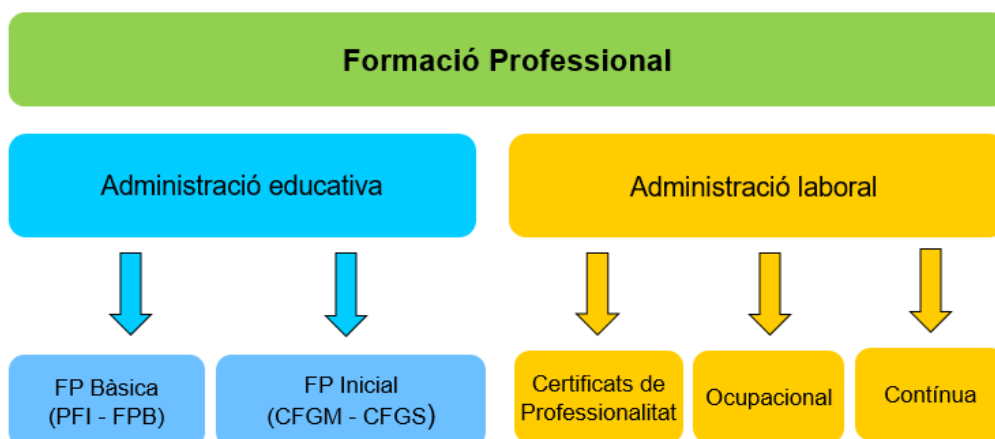 Formació Professional
Administració educativa
Administració laboral
FP Bàsica
(PFI - FPB)
FP Inicial
(CFGM - CFGS)
Certificats de
Professionalitat
Ocupacional
Contínua